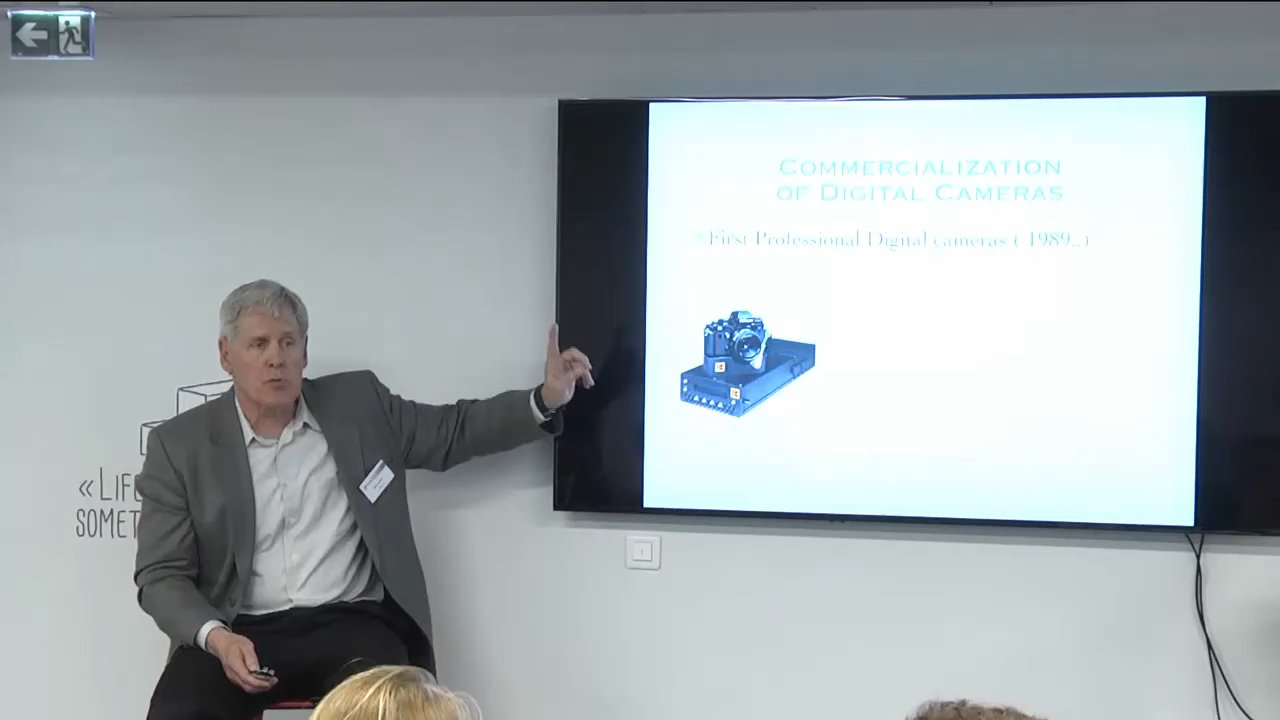 COMMERCIALIZATION
OF DIGITAL CAMERAS
First Professional Digital cameras ( 1989..)
«LIF
SOMET